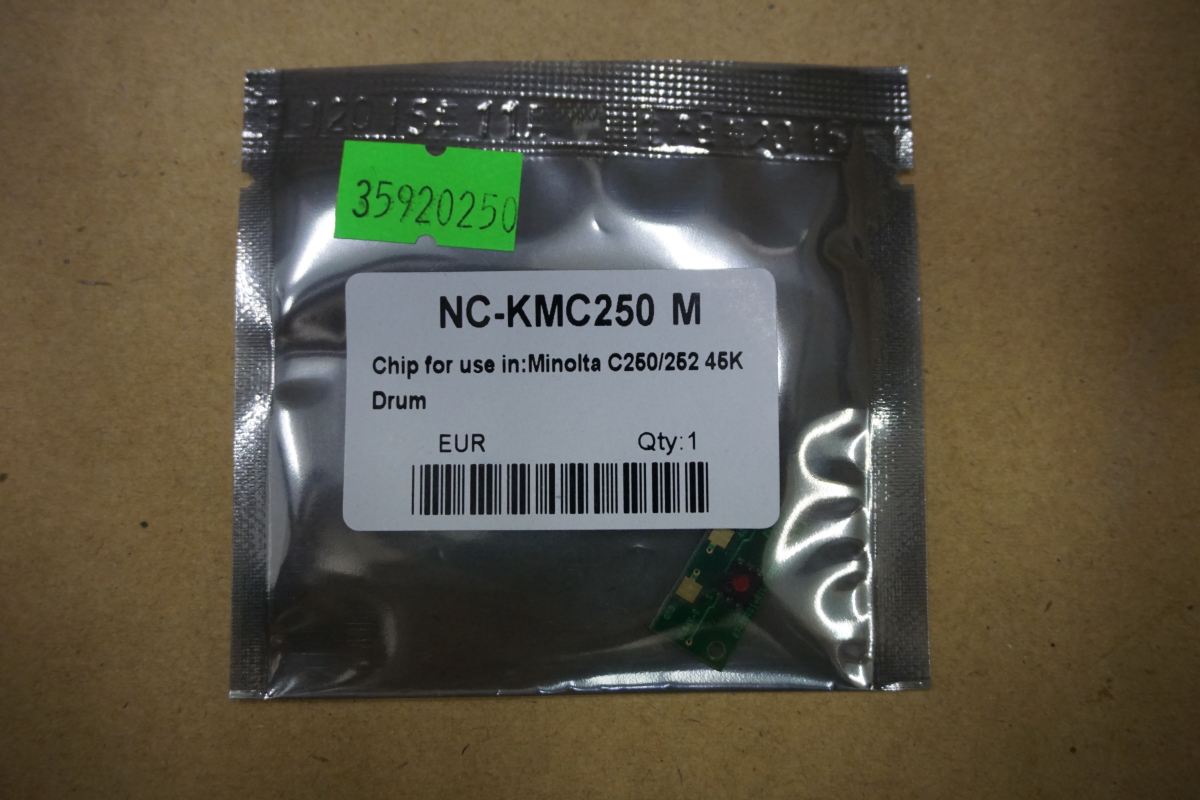 35920250
NC-KMC250 M
Chip for use in:Minolta C250/252 45K
Drum
EUR Qty:1